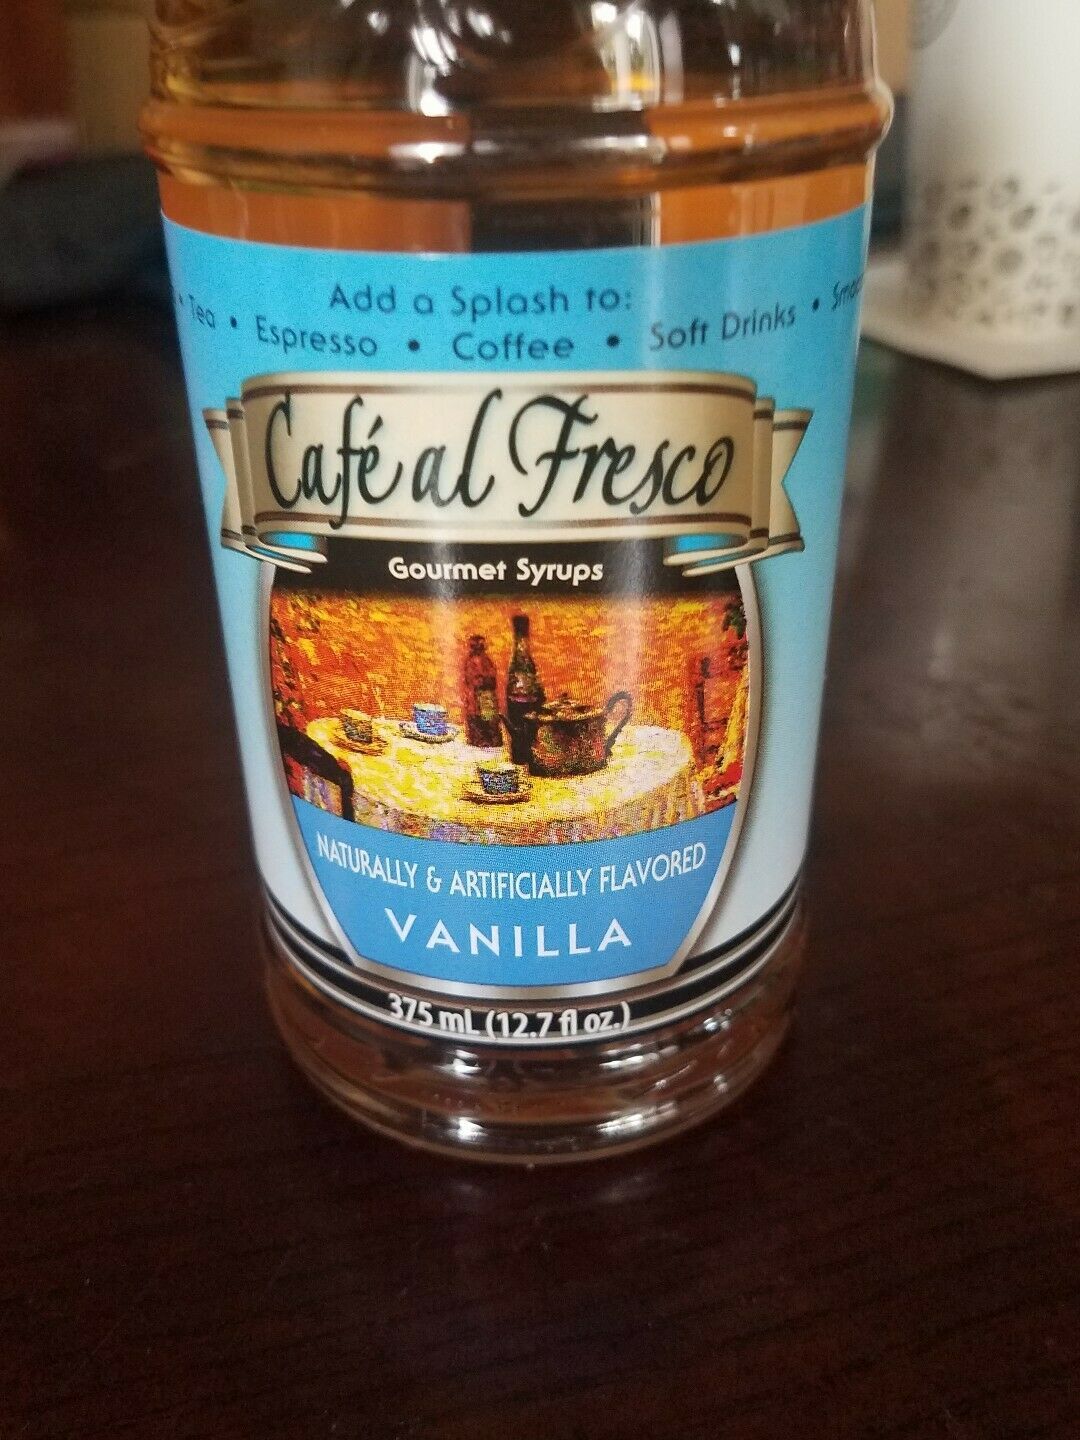 Add a Splash to:
• Tea • Espresso • Coffee • Soft Drinks •
Café al Fresco
Gourmet Syrups
NATURALLY & ARTIFICIALLY FLAVORED
VANILLA
375 mL (12.7 fl oz.)